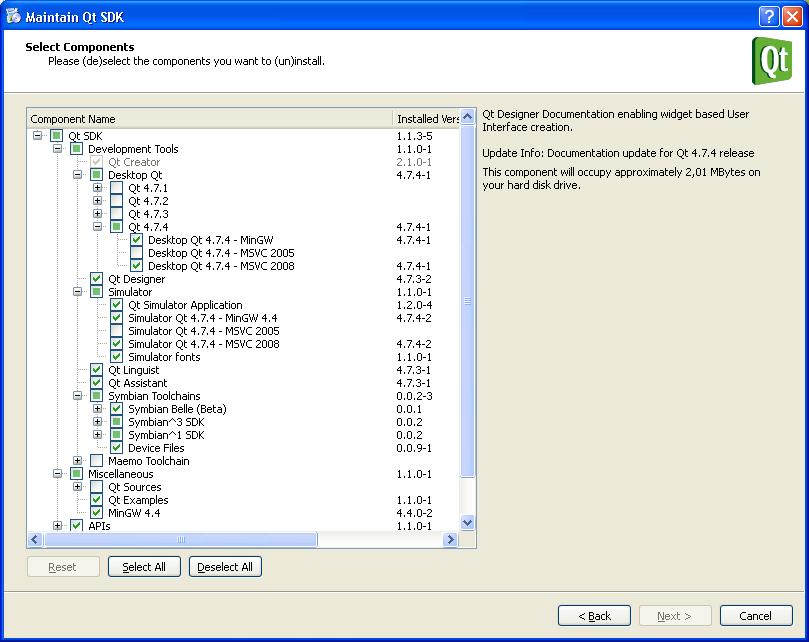 Maintain Qt SDK
Select Components
Please (de)select the components you want to (un)install.
Qt
Component Name Installed Vers
Qt SDK 1.1.3-5
Development Tools 1.1.0-1
Qt Creator 2.1.0-1
Desktop Qt 4.7.4-1
Qt 4.7.1
Qt 4.7.2
Qt 4.7.3
Qt 4.7.4 4.7.4-1
Desktop Qt 4.7.4 - MinGW 4.7.4-1
Desktop Qt 4.7.4 - MSVC 2005
Desktop Qt 4.7.4 - MSVC 2008 4.7.4-1
Qt Designer 4.7.3-2
Simulator 1.1.0-1
Qt Simulator Application 1.2.0-4
Simulator Qt 4.7.4 - MinGW 4.4 4.7.4-2
Simulator Qt 4.7.4 - MSVC 2005
Simulator Qt 4.7.4 - MSVC 2008 4.7.4-2
Simulator fonts 1.1.0-1
Qt Linguist 4.7.3-1
Qt Assistant 4.7.3-1
Symbian Toolchains 0.0.2-3
Symbian Belle (Beta) 0.0.1
Symbian^3 SDK 0.0.2
Symbian^1 SDK 0.0.2
Device Files 0.0.9-1
Maemo Toolchain
Miscellaneous 1.1.0-1
Qt Sources
Qt Examples 1.1.0-1
MinGW 4.4 4.4.0-2
APIs 1.1.0-1
Qt Designer Documentation enabling widget based User
Interface creation.
Update Info: Documentation update for Qt 4.7.4 release
This component will occupy approximately 2,01 MBytes on
your hard disk drive.
Reset Select All Deselect All
< Back Next > Cancel